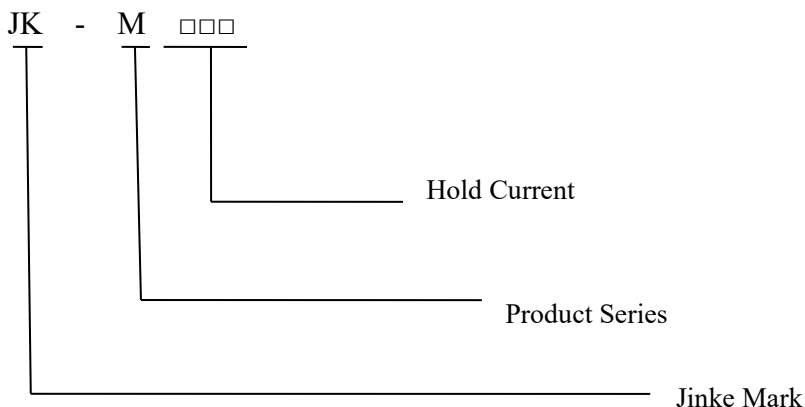 JK - M □□□
Hold Current
Product Series
Jinke Mark